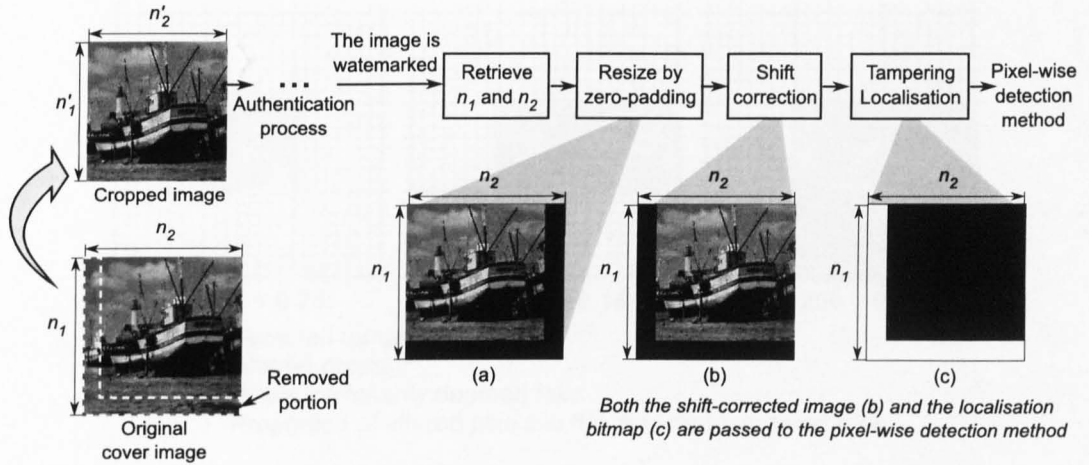 n'2
n'1
Cropped image
Authentication
process
The image is
watemarked
Retrieve
n1 and n2
Resize by
zero-padding
Shift
correction
Tampering
Localisation
Pixel-wise
detection
method
n2
n1
Removed
portion
Original
cover image
n2
n1
(a)
n2
n1
(b)
n2
n1
(c)
Both the shift-corrected image (b) and the localisation
bitmap (c) are passed to the pixel-wise detection method